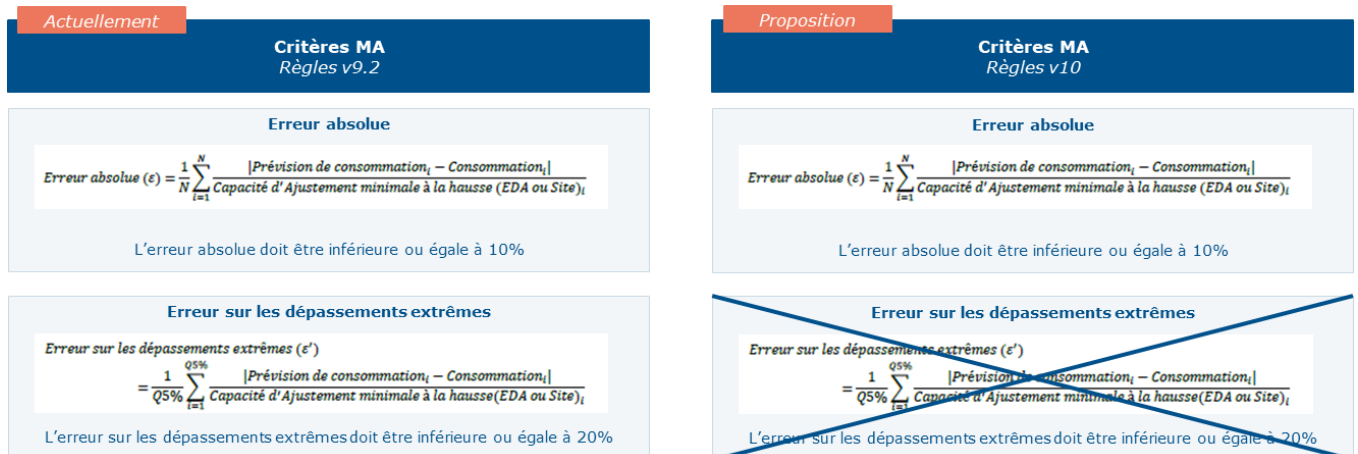 Actuellement
Critères MA
Règles v9.2
Erreur absolue
Erreur absolue (ε) = 1/N ∑_{i=1}^{N} |Prévision de consommation_i − Consommation_i| / Capacité d'Ajustement minimale à la hausse (EDA ou Site)_i
L'erreur absolue doit être inférieure ou égale à 10%
Erreur sur les dépassements extrêmes
Erreur sur les dépassements extrêmes (ε')
= 1/Q5% ∑_{i=1}^{Q5%} |Prévision de consommation_i − Consommation_i| / Capacité d'Ajustement minimale à la hausse(EDA ou Site)_i
L'erreur sur les dépassements extrêmes doit être inférieure ou égale à 20%
Proposition
Critères MA
Règles v10
Erreur absolue
Erreur absolue (ε) = 1/N ∑_{i=1}^{N} |Prévision de consommation_i − Consommation_i| / Capacité d'Ajustement minimale à la hausse (EDA ou Site)_i
L'erreur absolue doit être inférieure ou égale à 10%
Erreur sur les dépassements extrêmes
Erreur sur les dépassements extrêmes (ε')
= 1/Q5% ∑_{i=1}^{Q5%} |Prévision de consommation_i − Consommation_i| / Capacité d'Ajustement minimale à la hausse(EDA ou Site)_i
L'erreur sur les dépassements extrêmes doit être inférieure ou égale à 20%